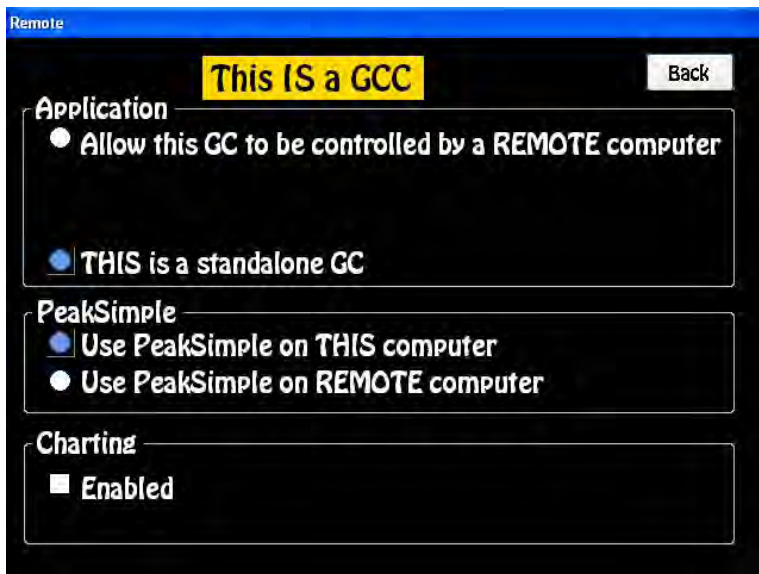 Remote
This IS a GCC
Back
Application
Allow this GC to be controlled by a REMOTE computer
THIS is a standalone GC
PeakSimple
Use PeakSimple on THIS computer
Use PeakSimple on REMOTE computer
Charting
Enabled